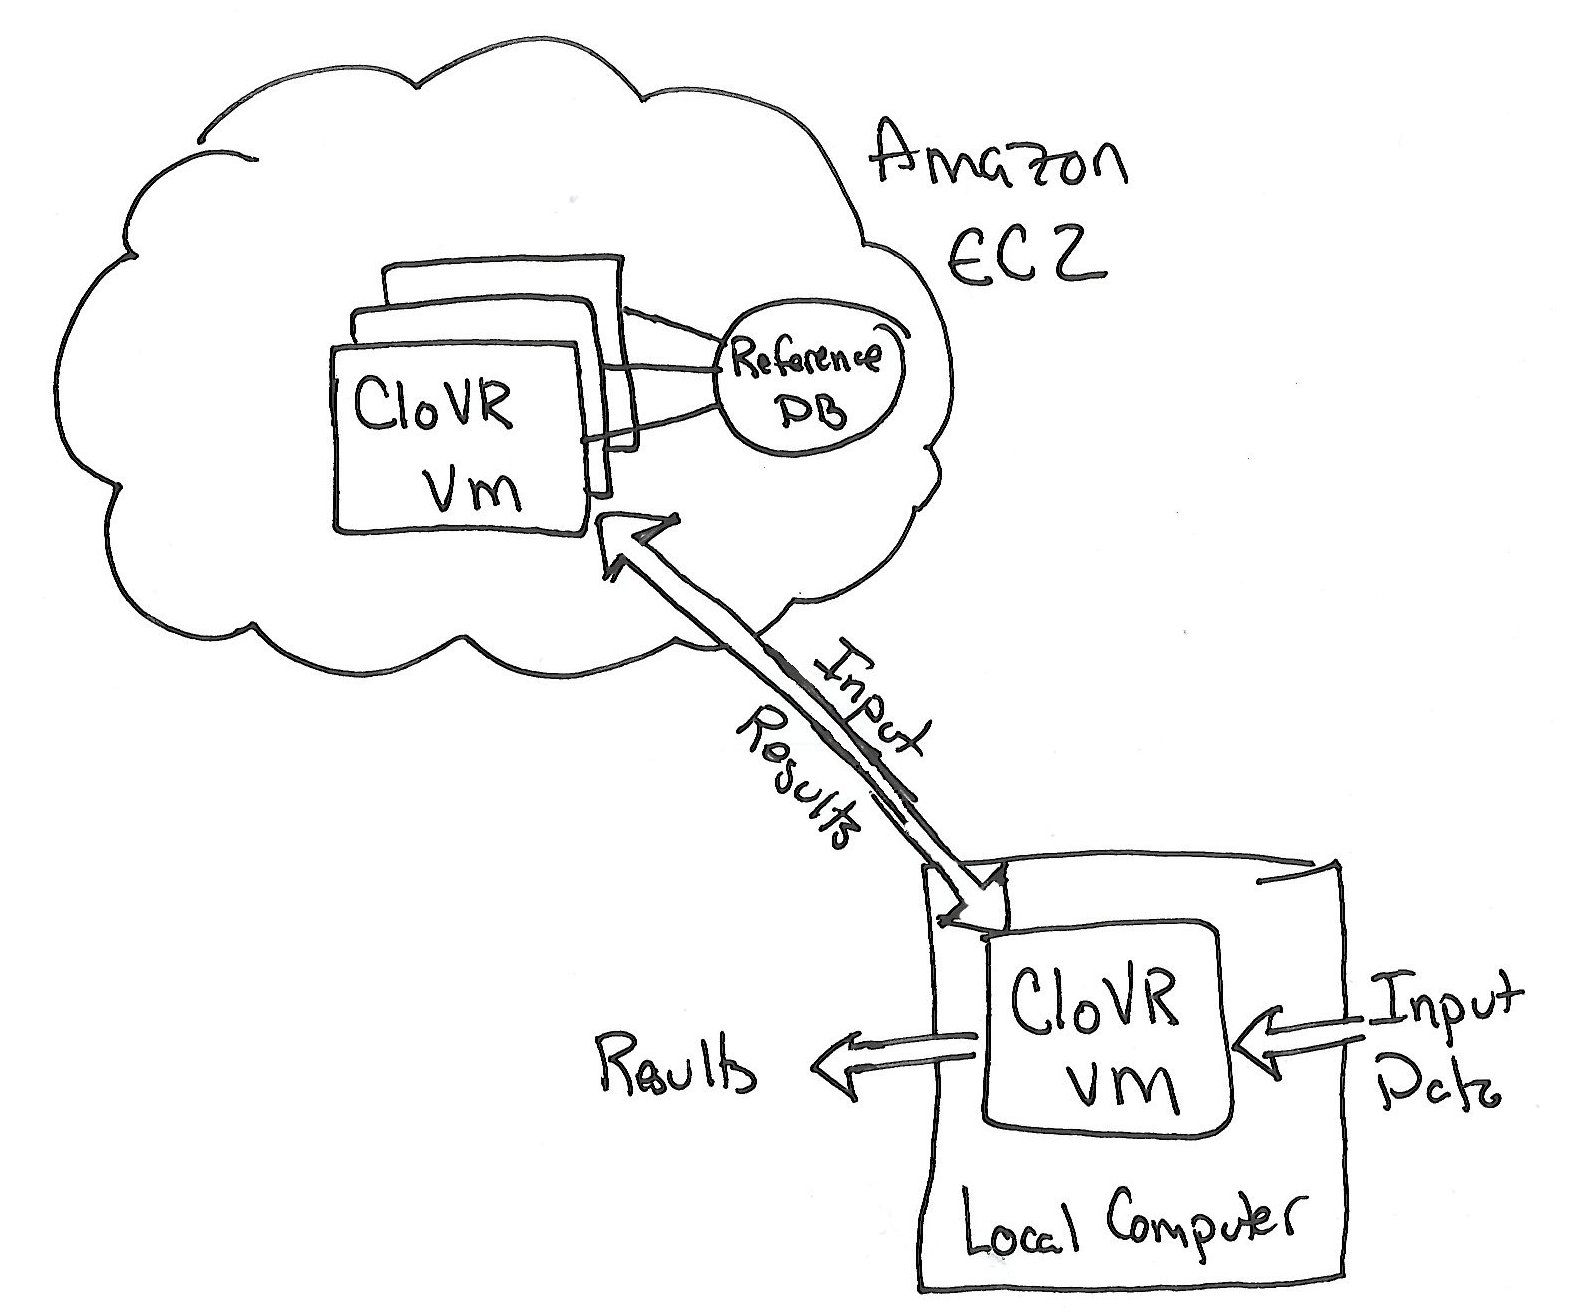 Amazon
EC2
Reference
DB
CloVR
Vm
Input
Results
CloVR
VM
Input
Data
Results
Local Computer